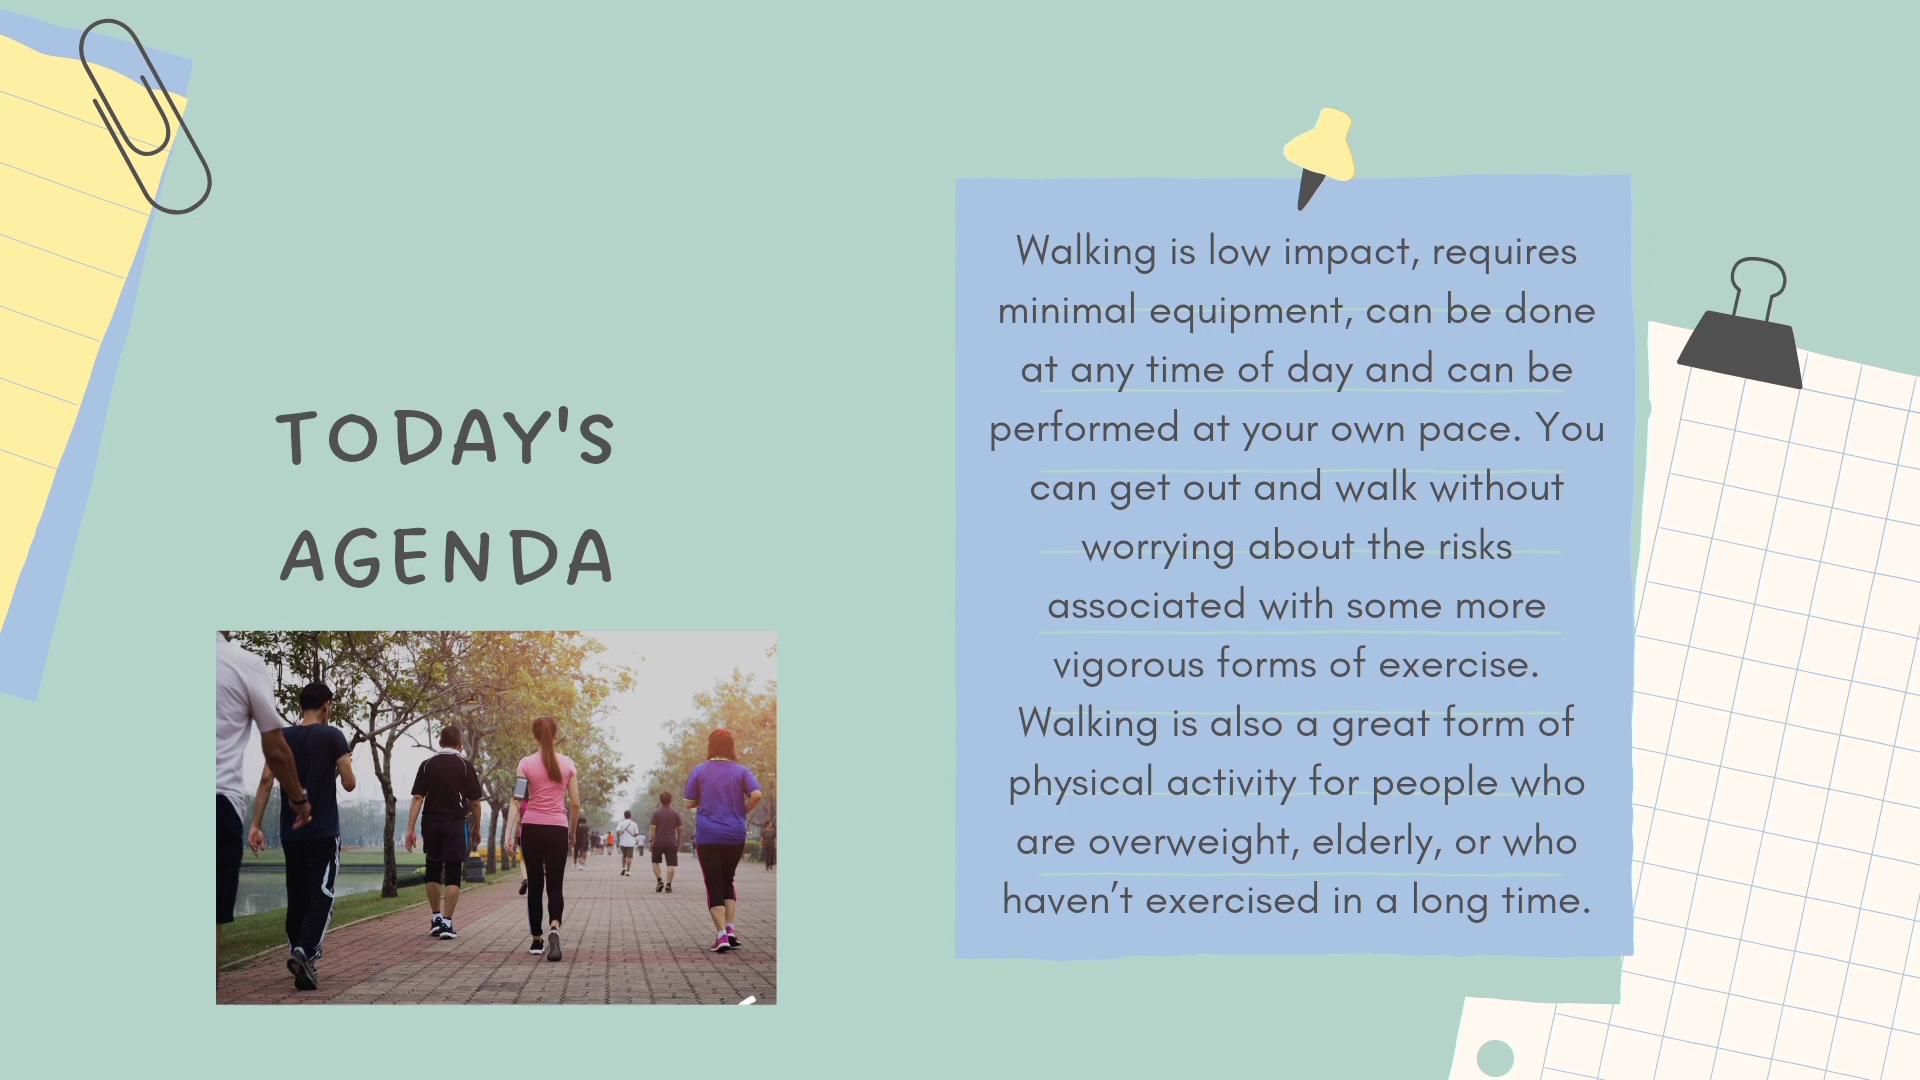 TODAY'S
AGENDA
Walking is low impact, requires
minimal equipment, can be done
at any time of day and can be
performed at your own pace. You
can get out and walk without
worrying about the risks
associated with some more
vigorous forms of exercise.
Walking is also a great form of
physical activity for people who
are overweight, elderly, or who
haven’t exercised in a long time.